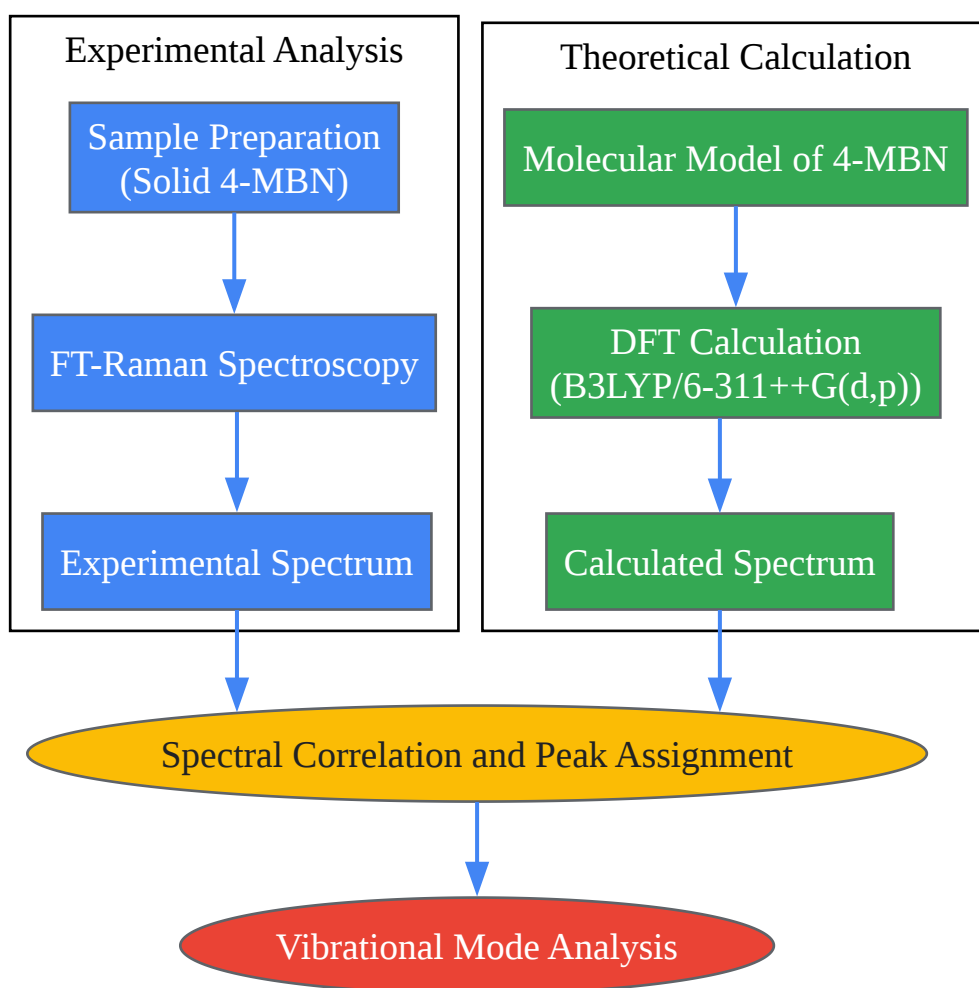 Experimental Analysis
Sample Preparation
(Solid 4-MBN)
FT-Raman Spectroscopy
Experimental Spectrum
Theoretical Calculation
Molecular Model of 4-MBN
DFT Calculation
(B3LYP/6-311++G(d,p))
Calculated Spectrum
Spectral Correlation and Peak Assignment
Vibrational Mode Analysis